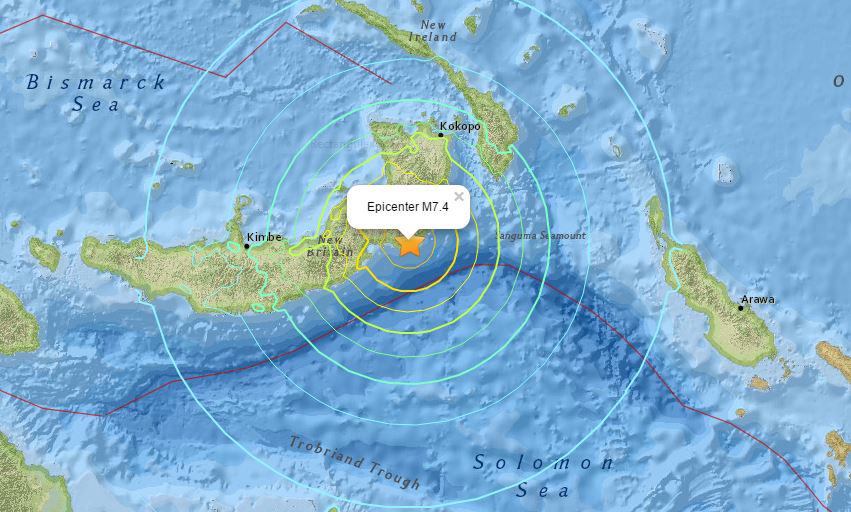 New
Ireland
Bismarck
Sea
O
Kokopo
Epicenter M7.4
×
Kimbe
New
Britain
Tanguma Seamount
Arawa
Trobriand Trough
Solomon
Sea